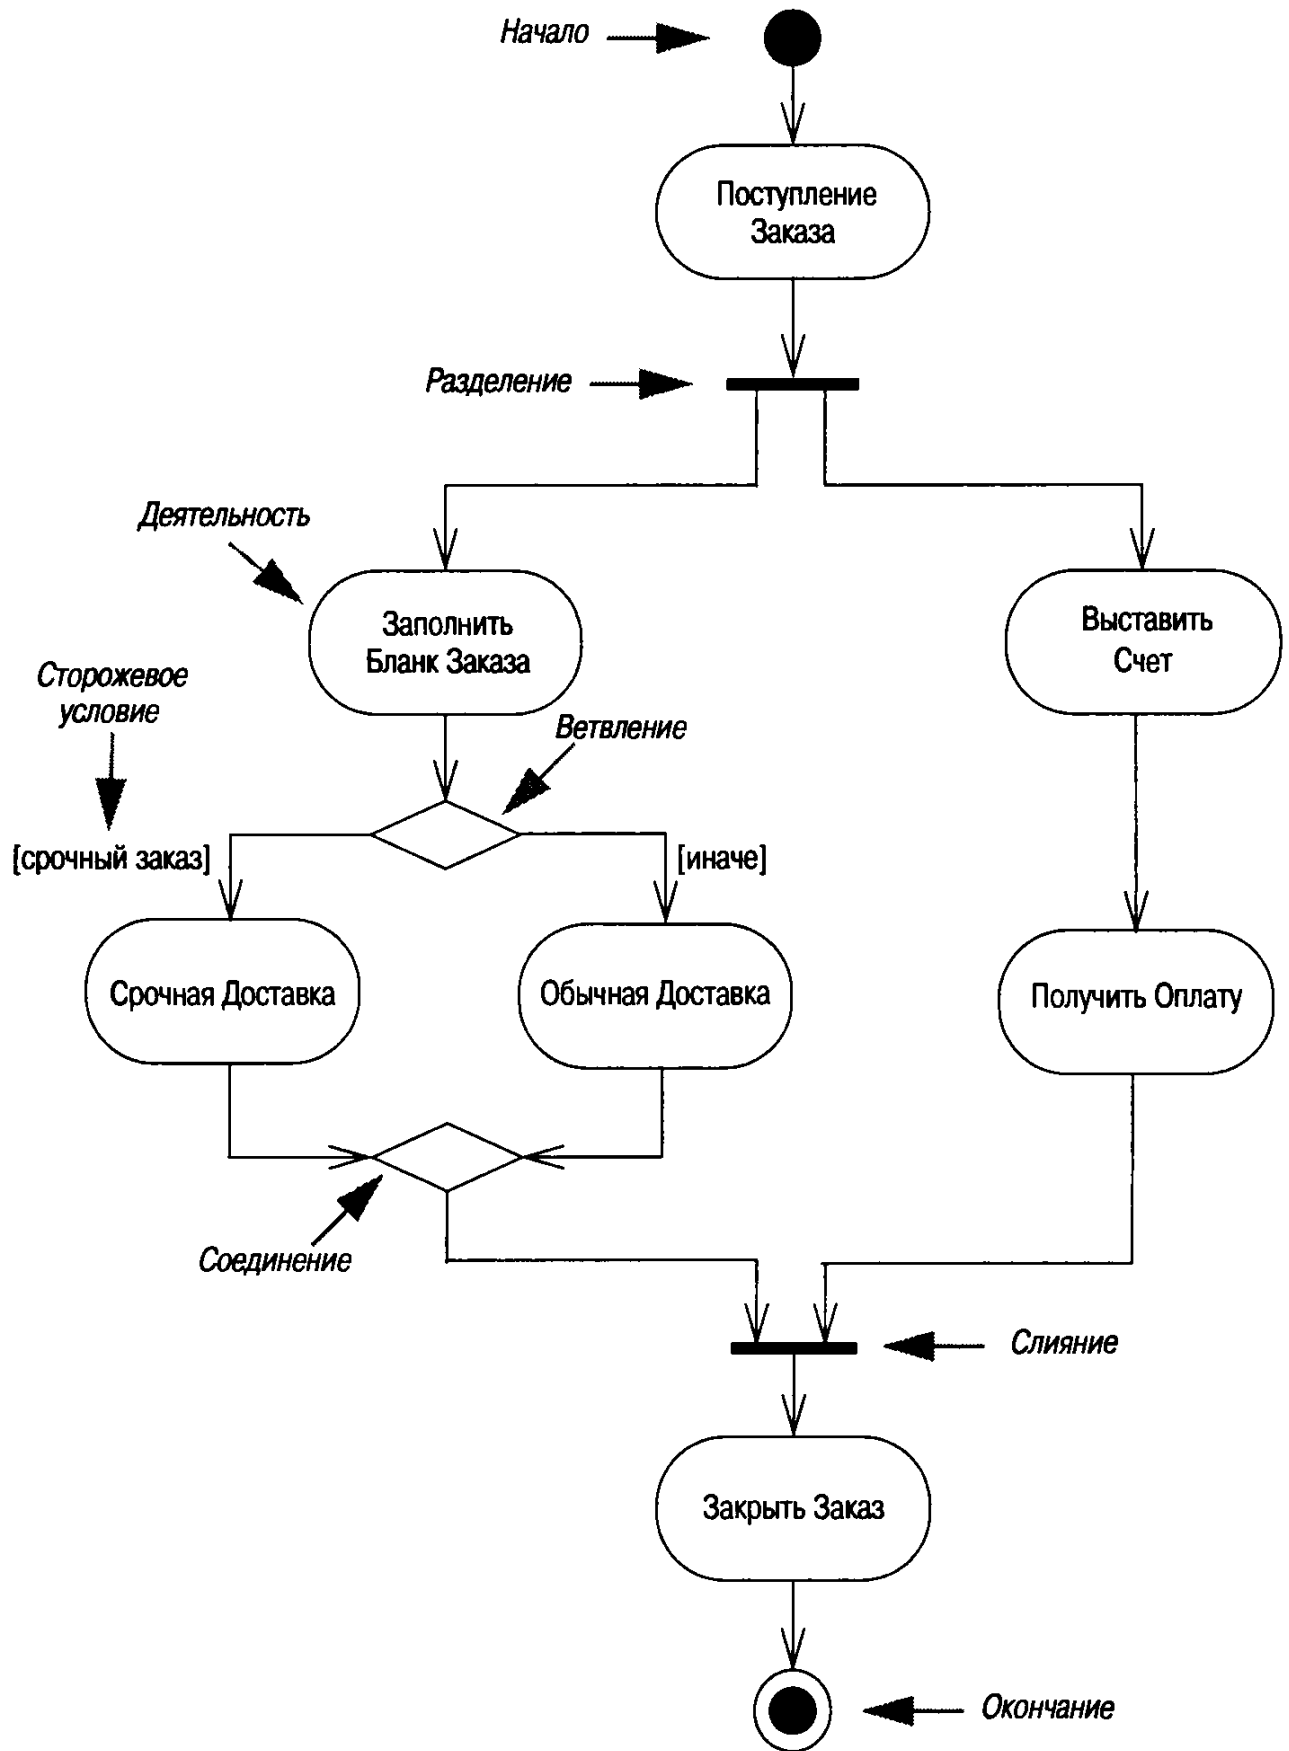 Начало
Поступление
Заказа
Разделение
Деятельность
Заполнить
Бланк Заказа
Выставить
Счет
Сторожевое
условие
Ветвление
[срочный заказ]
[иначе]
Срочная Доставка
Обычная Доставка
Получить Оплату
Соединение
Слияние
Закрыть Заказ
Окончание